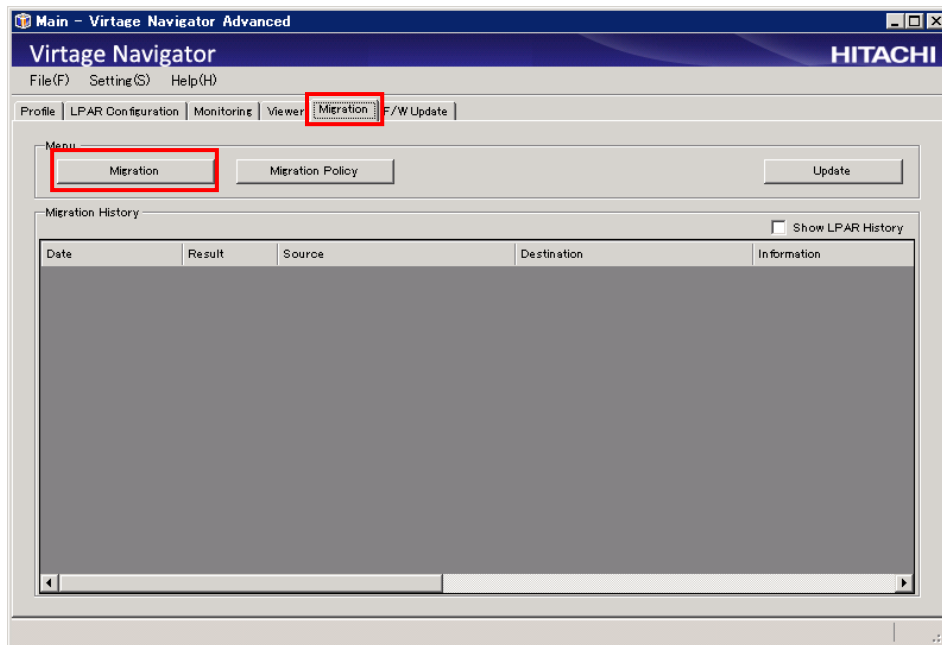 Main - Virtage Navigator Advanced
Virtage Navigator HITACHI
File(F) Setting(S) Help(H)
Profile LPAR Configuration Monitoring Viewer Migration F/W Update
Menu
Migration Migration Policy Update
Migration History
Show LPAR History
Date Result Source Destination Information